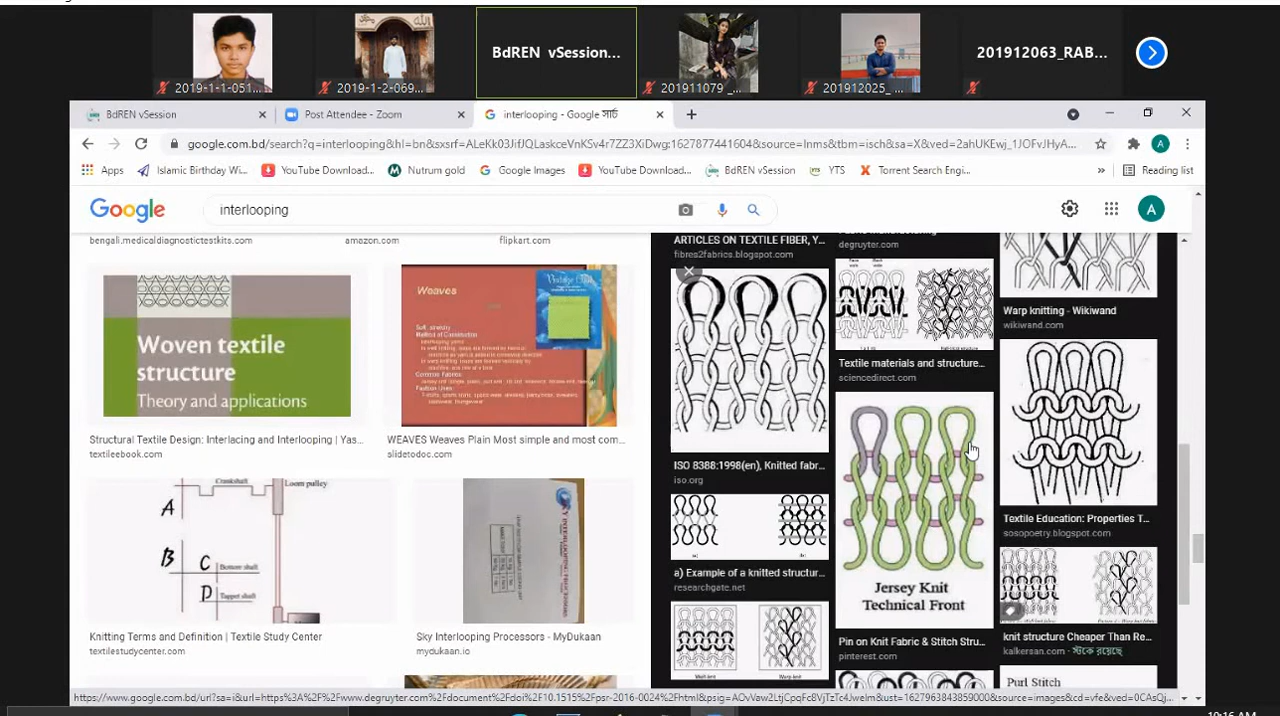 BdREN vSession...
201912063_RAB...
2019-1-1-051...
2019-1-2-069...
201911079_...
201912025_...
BdREN vSession
Post Attendee - Zoom
interlooping - Google সার্চ
google.com.bd/search?q=interlooping&hl=bn&sxsrf=ALeKk03JifJQLaskceVnKSv4r7ZZ3XiDwg:1627877441604&source=lnms&tbm=isch&sa=X&ved=2ahUKEwj_1JOFvJHyA...
A
Apps
Islamic Birthday Wi...
YouTube Download...
Nutrum gold
Google Images
YouTube Download...
BdREN vSession
YTS
Torrent Search Engi...
»
Reading list
Google
interlooping
A
bengali.medicaldiagnostictestkits.com
amazon.com
flipkart.com
Woven textile
structure
Theory and applications
Structural Textile Design: Interlacing and Interlooping | Yas...
textileebook.com
Weaves
WEAVES Weaves Plain Most simple and most com...
slidetodoc.com
A
B
C
D
Crankshaft
Loom pulley
Bottom shaft
Tappet shaft
Knitting Terms and Definition | Textile Study Center
textilestudycenter.com
Sky Interlooping Processors - MyDukaan
mydukaan.io
ARTICLES ON TEXTILE FIBER, Y...
fibres2fabrics.blogspot.com
ISO 8388:1998(en), Knitted fabr...
iso.org
a) Example of a knitted structur...
researchgate.net
degruyter.com
Textile materials and structure...
sciencedirect.com
Jersey Knit
Technical Front
Pin on Knit Fabric & Stitch Stru...
pinterest.com
Warp knitting - Wikiwand
wikiwand.com
Textile Education: Properties T...
sosopoetry.blogspot.com
knit structure Cheaper Than Re...
kalkersan.com - স্টকে রয়েছে
Purl Stitch
https://www.google.com.bd/url?sa=i&url=https%3A%2F%2Fwww.degruyter.com%2Fdocument%2Fdoi%2F10.1515%2Fpsr-2016-0024%2Fhtml&psig=AOvVaw2LtjCpqFc8VjTzTc4Jwelm&ust=1627963843859000&source=images&cd=vfe&ved=0CAsQj...
10:16 AM